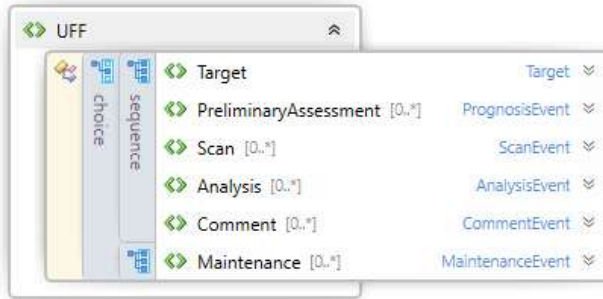 UFF
choice
sequence
Target Target
PreliminaryAssessment [0..*] PrognosisEvent
Scan [0..*] ScanEvent
Analysis [0..*] AnalysisEvent
Comment [0..*] CommentEvent
Maintenance [0..*] MaintenanceEvent